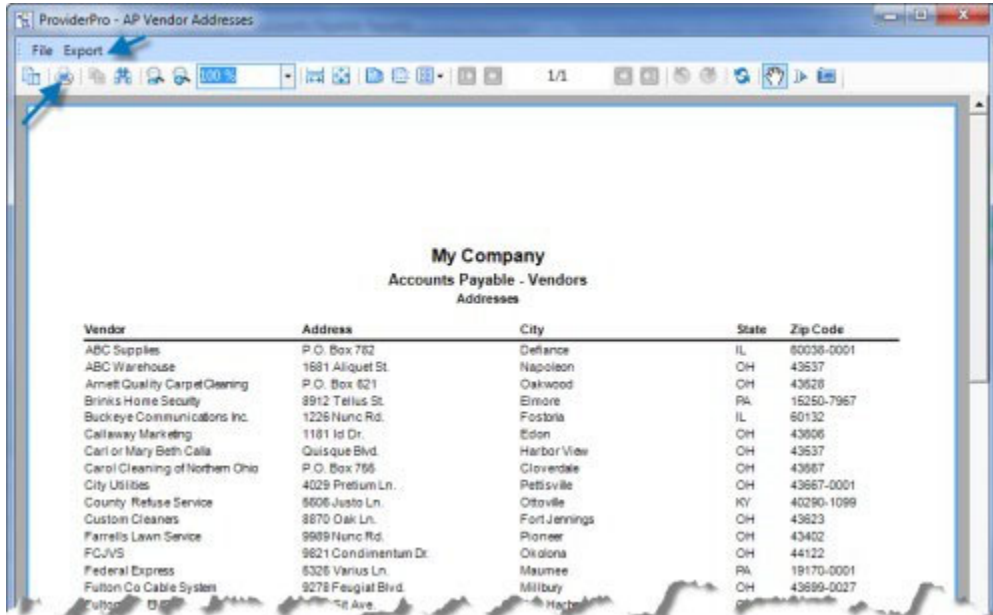 ProviderPro - AP Vendor Addresses
File Export
100 % 1/1
My Company
Accounts Payable - Vendors
Addresses
Vendor Address City State Zip Code
ABC Supplies P.O. Box 782 Defiance IL 60036-0001
ABC Warehouse 1681 Aliquet St. Napoleon OH 43537
Arnett Quality Carpet Cleaning P.O. Box 621 Oakwood OH 43628
Brinks Home Security 8912 Tellus St. Elmore PA 15250-7967
Buckeye Communications Inc. 1226 Nunc Rd. Fostoria IL 60132
Callaway Marketing 1181 Id Dr. Edon OH 43606
Carl or Mary Beth Calla Quisque Blvd. Harbor View OH 43537
Carol Cleaning of Northern Ohio P.O. Box 766 Cloverdale OH 43667
City Utilities 4029 Pretium Ln. Pettisville OH 43667-0001
County Refuse Service 5606 Justo Ln. Ottoville KY 40290-1099
Custom Cleaners 8870 Oak Ln. Fort Jennings OH 43623
Farrells Lawn Service 9989 Nunc Rd. Pioneer OH 43402
FCJVS 9821 Condimentum Dr. Okolona OH 44122
Federal Express 6326 Varius Ln. Maumee PA 19170-0001
Fulton Co Cable System 9278 Feugiat Blvd. Millbury OH 43699-0027
Ave.